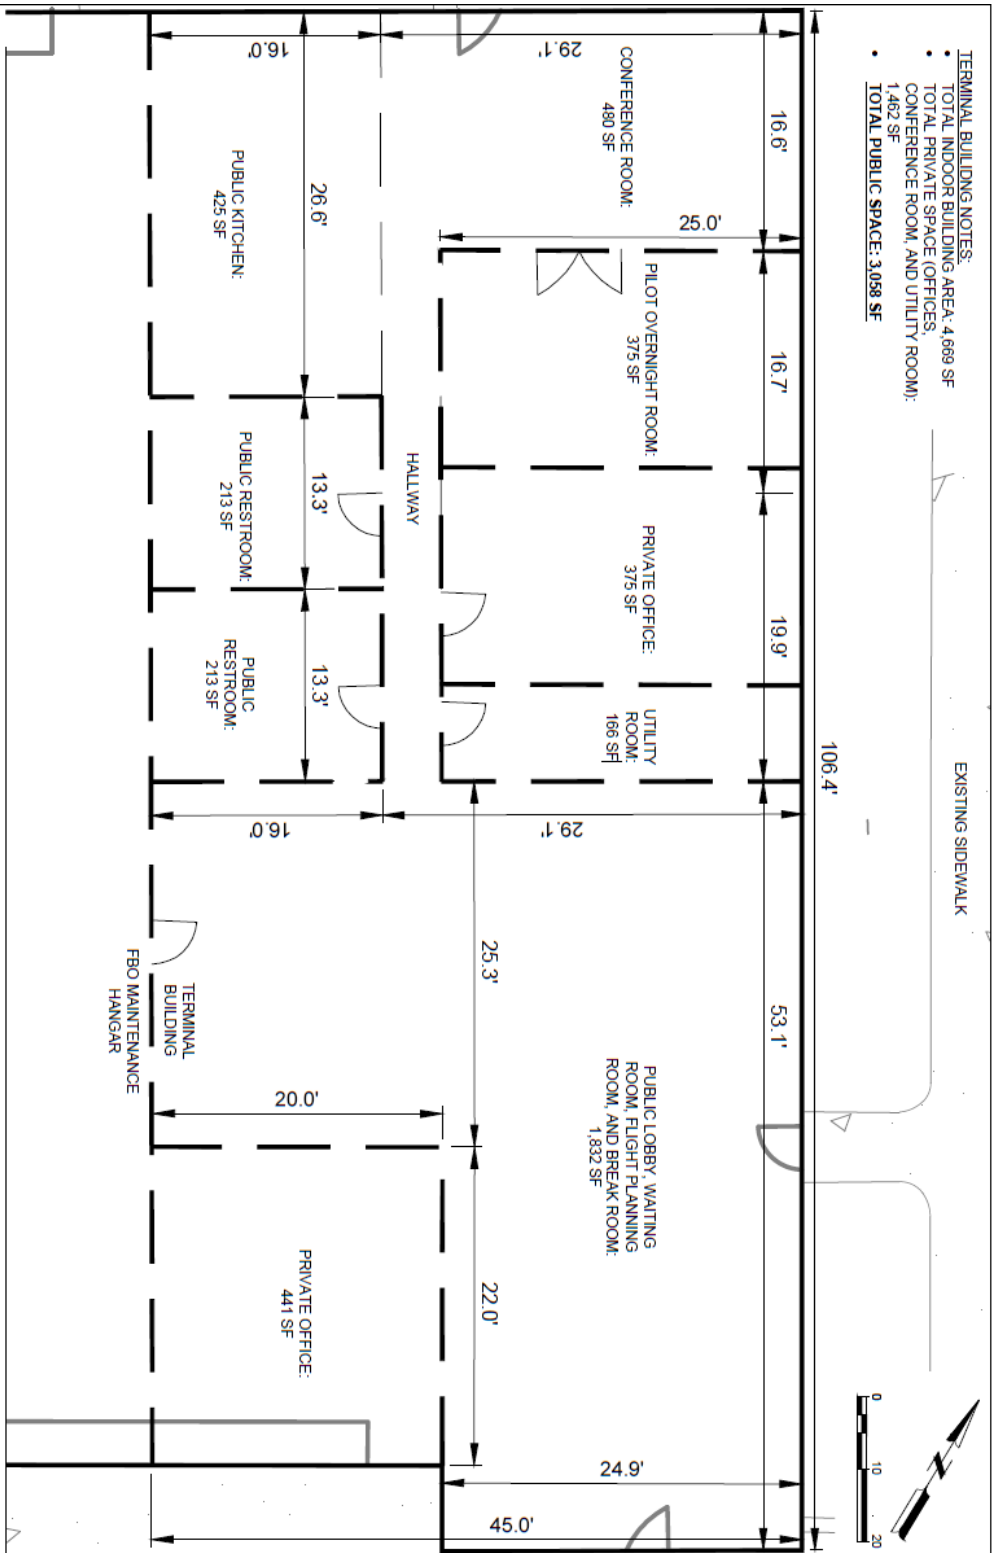 TERMINAL BUILIDNG NOTES:
• TOTAL INDOOR BUILDING AREA: 4,669 SF
• TOTAL PRIVATE SPACE (OFFICES,
CONFERENCE ROOM, AND UTILITY ROOM):
1,462 SF
• TOTAL PUBLIC SPACE: 3,058 SF
EXISTING SIDEWALK
0 10 20
N
106.4'
16.6'
16.7'
19.9'
53.1'
29.1'
16.0'
CONFERENCE ROOM:
480 SF
25.0'
PILOT OVERNIGHT ROOM:
375 SF
PRIVATE OFFICE:
375 SF
UTILITY
ROOM:
166 SF
PUBLIC LOBBY, WAITING
ROOM, FLIGHT PLANNING
ROOM, AND BREAK ROOM:
1,832 SF
24.9'
45.0'
HALLWAY
29.1'
16.0'
25.3'
22.0'
26.6'
13.3'
13.3'
PUBLIC KITCHEN:
425 SF
PUBLIC RESTROOM:
213 SF
PUBLIC
RESTROOM:
213 SF
20.0'
PRIVATE OFFICE:
441 SF
TERMINAL
BUILDING
FBO MAINTENANCE
HANGAR